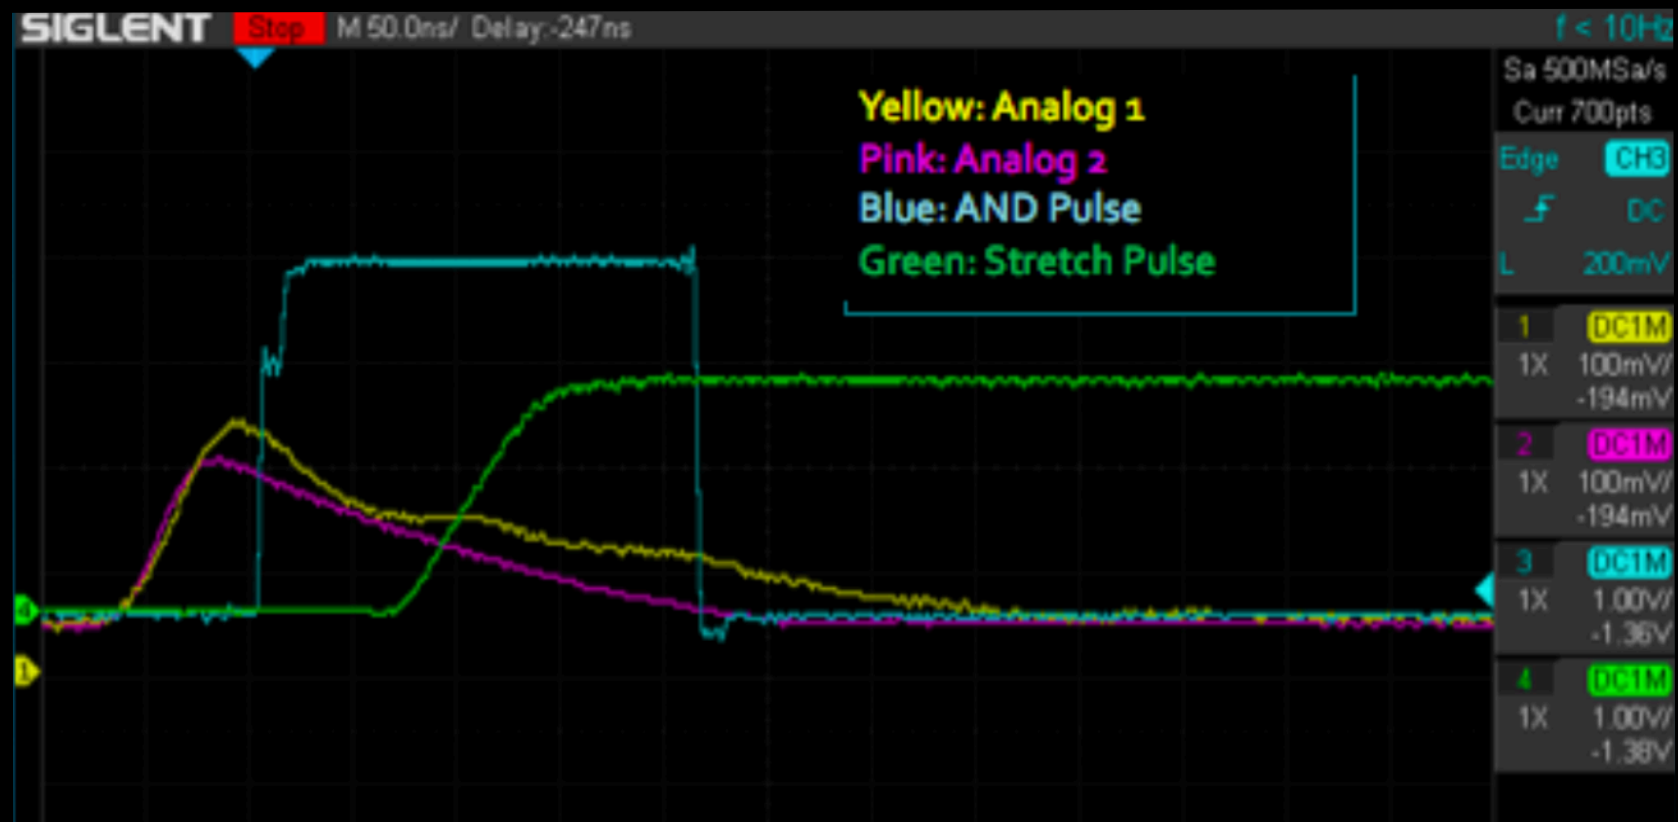 SIGLENT Stop M 50.0ns/ Delay:-247ns f < 10Hz
Sa 500MSa/s
Curr 700pts
Edge CH3
DC
L 200mV
1 DC1M
1X 100mV/
-194mV
2 DC1M
1X 100mV/
-194mV
3 DC1M
1X 1.00V/
-1.36V
4 DC1M
1X 1.00V/
-1.38V
Yellow: Analog 1
Pink: Analog 2
Blue: AND Pulse
Green: Stretch Pulse
4
1